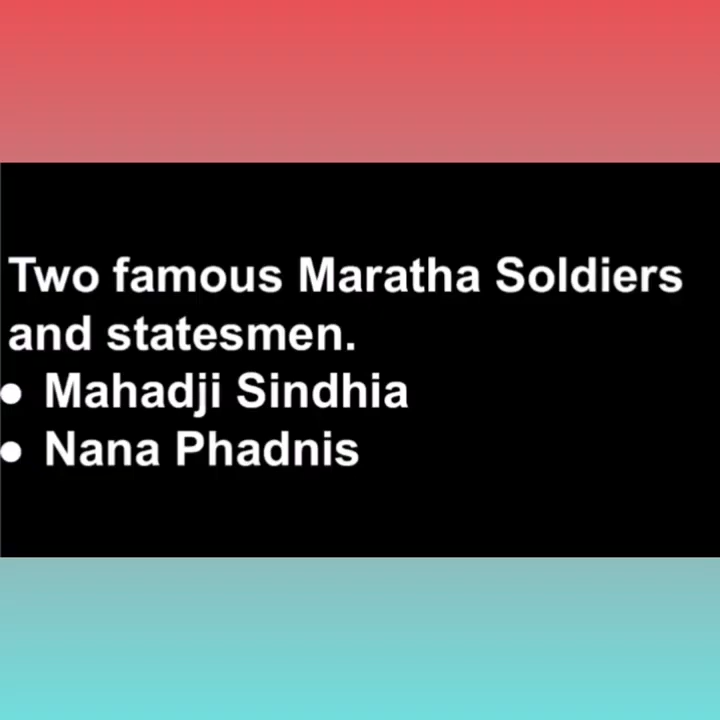 Two famous Maratha Soldiers
and statesmen.
● Mahadji Sindhia
● Nana Phadnis